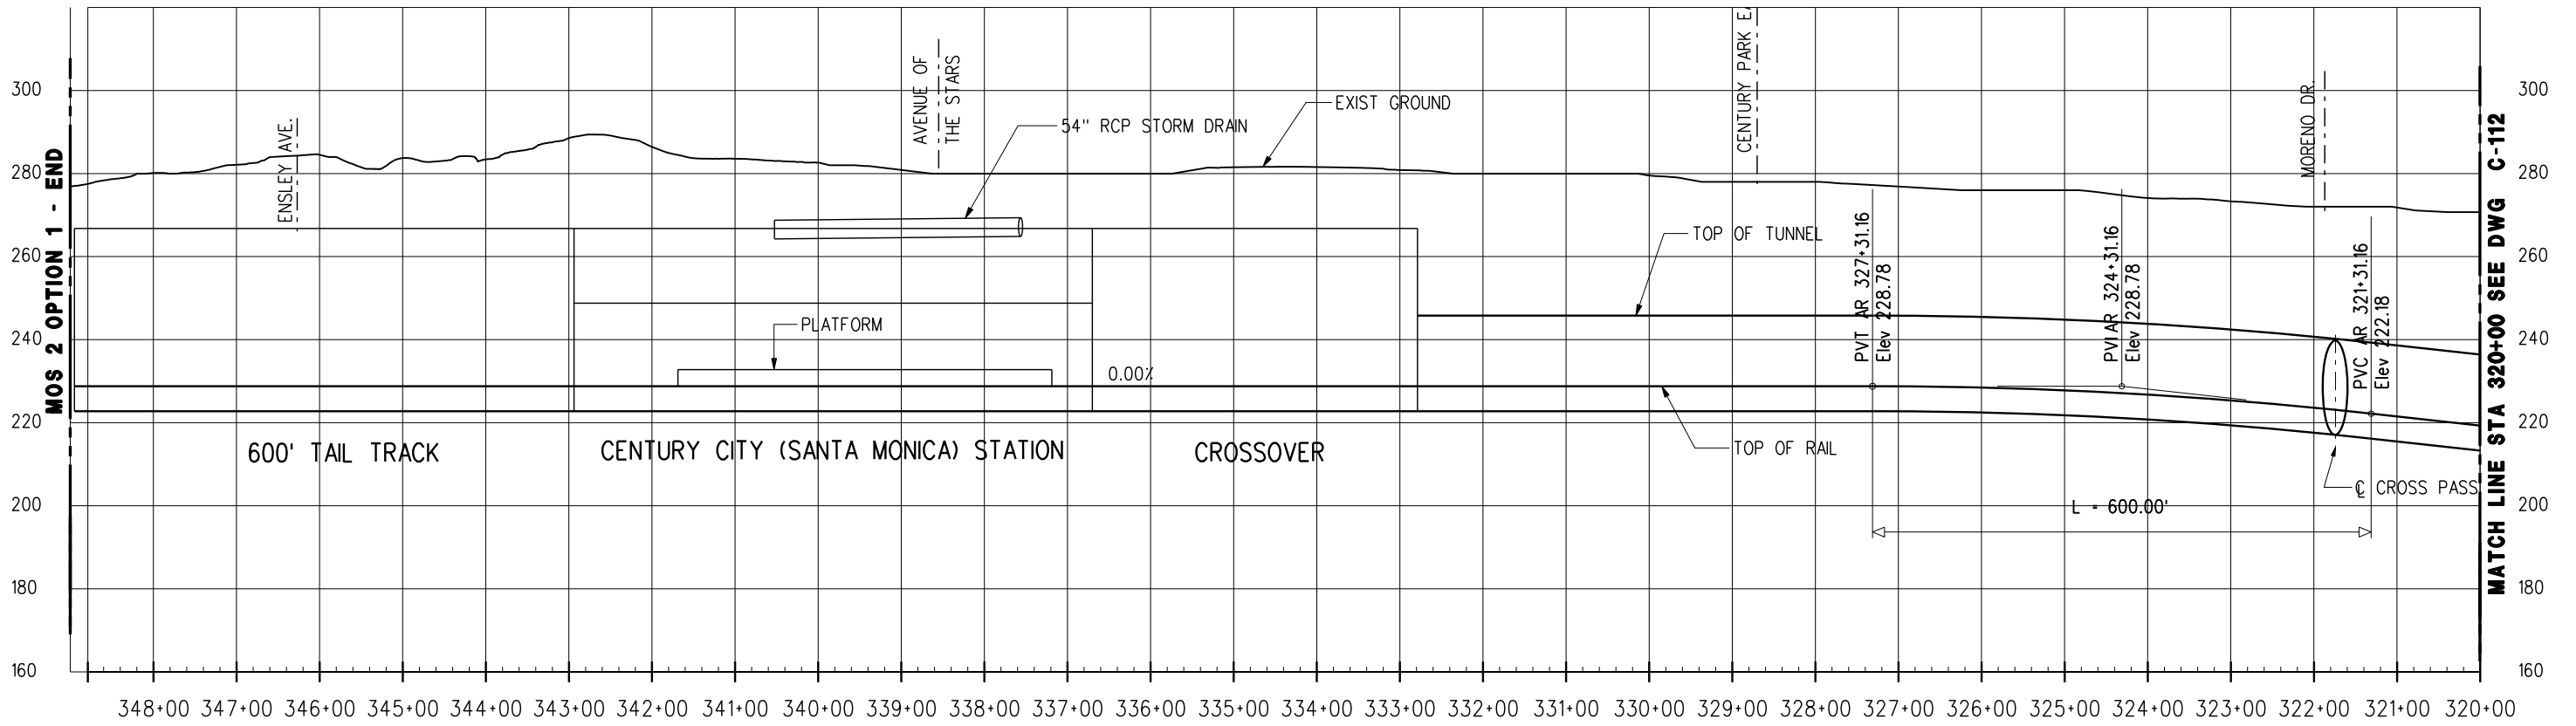 300
280
260
240
220
200
180
160
MOS 2 OPTION 1 - END
ENSLEY AVE.
AVENUE OF
THE STARS
54" RCP STORM DRAIN
EXIST GROUND
CENTURY PARK
MORENO DR.
TOP OF TUNNEL
PLATFORM
0.00%
TOP OF RAIL
PVT AR 327+31.16
Elev 228.78
PVI AR 324+31.16
Elev 228.78
PVC AR 321+31.16
Elev 222.18
600' TAIL TRACK
CENTURY CITY (SANTA MONICA) STATION
CROSSOVER
℄ CROSS PASS
L = 600.00'
MATCH LINE STA 320+00 SEE DWG C-112
300
280
260
240
220
200
180
160
348+00 347+00 346+00 345+00 344+00 343+00 342+00 341+00 340+00 339+00 338+00 337+00 336+00 335+00 334+00 333+00 332+00 331+00 330+00 329+00 328+00 327+00 326+00 325+00 324+00 323+00 322+00 321+00 320+00